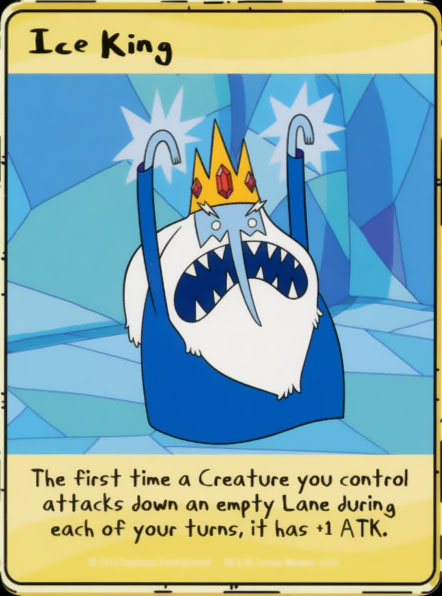 Ice King
The first time a Creature you control
attacks down an empty Lane during
each of your turns, it has +1 ATK.